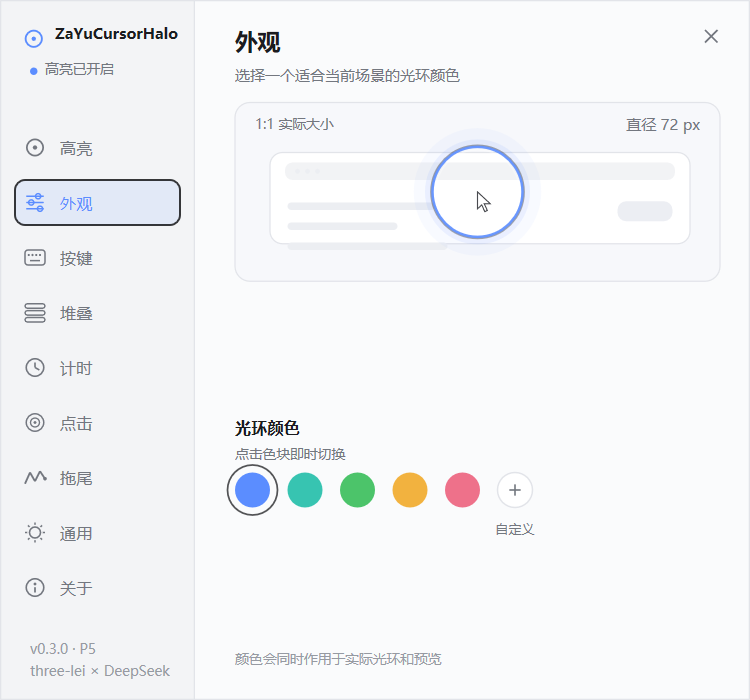 ZaYuCursorHalo
高亮已开启
高亮
外观
按键
堆叠
计时
点击
拖尾
通用
关于
v0.3.0 · P5
three-lei × DeepSeek
外观
选择一个适合当前场景的光环颜色
1:1 实际大小
直径 72 px
光环颜色
点击色块即时切换
自定义
颜色会同时作用于实际光环和预览